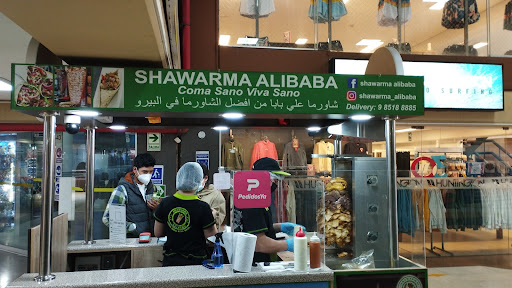 SHAWARMA ALIBABA
Coma Sano Viva Sano
شاورما علي بابا من افضل الشاورما في البيرو
shawarma alibaba
shawarma_alibaba
Delivery: 9 8518 8885
PedidosYa